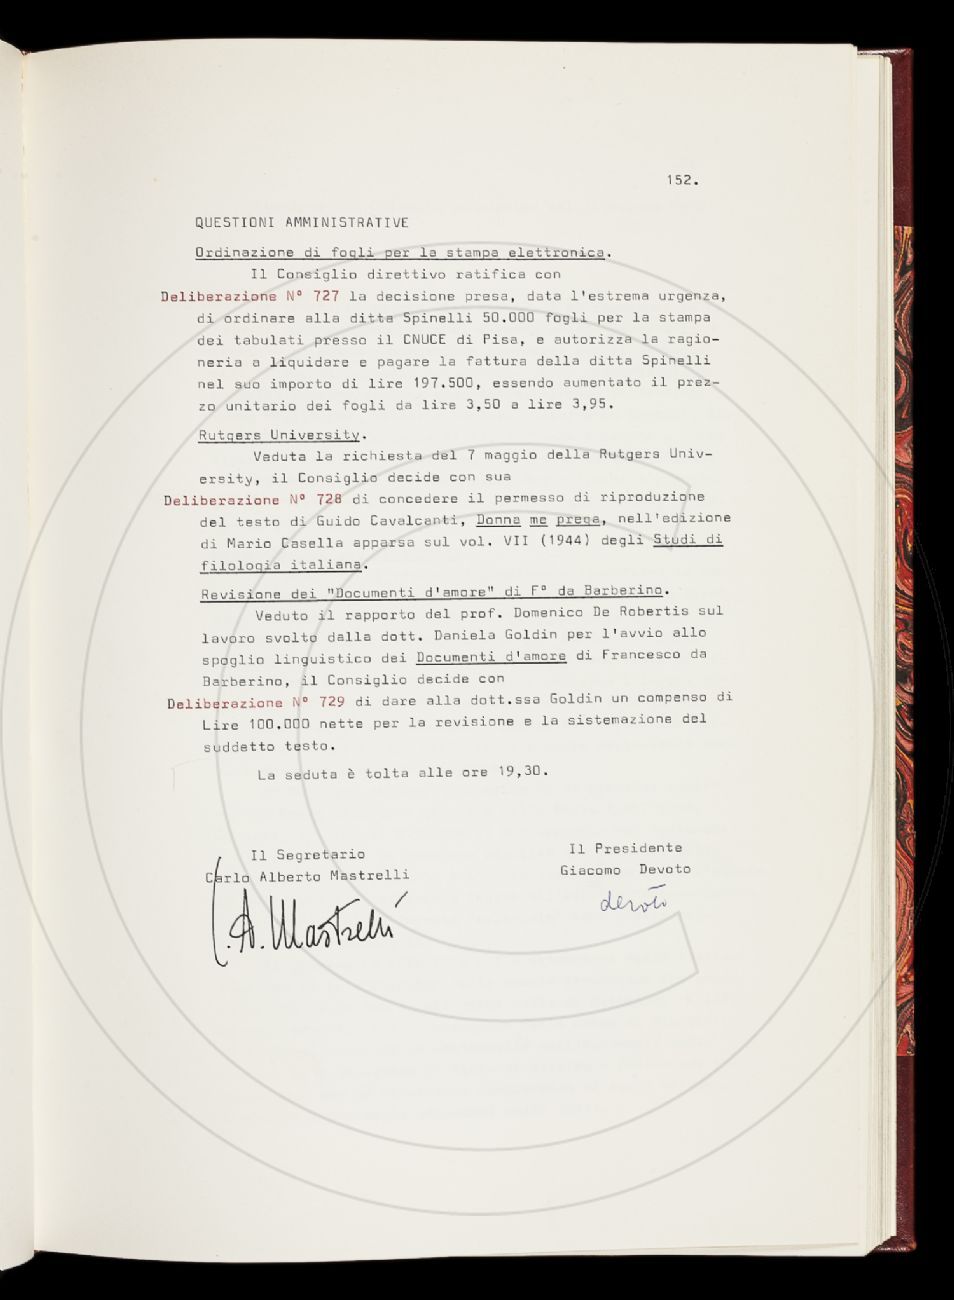 152.
QUESTIONI AMMINISTRATIVE
Ordinazione di fogli per la stampa elettronica.
Il Consiglio direttivo ratifica con
Deliberazione N° 727 la decisione presa, data l'estrema urgenza,
di ordinare alla ditta Spinelli 50.000 fogli per la stampa
dei tabulati presso il CNUCE di Pisa, e autorizza la ragio-
neria a liquidare e pagare la fattura della ditta Spinelli
nel suo importo di lire 197.500, essendo aumentato il prez-
zo unitario dei fogli da lire 3,50 a lire 3,95.
Rutgers University.
Veduta la richiesta del 7 maggio della Rutgers Univ-
ersity, il Consiglio decide con sua
Deliberazione N° 728 di concedere il permesso di riproduzione
del testo di Guido Cavalcanti, Donna me prega, nell'edizione
di Mario Casella apparsa sul vol. VII (1944) degli Studi di
filologia italiana.
Revisione dei "Documenti d'amore" di F° da Barberino.
Veduto il rapporto del prof. Domenico De Robertis sul
lavoro svolto dalla dott. Daniela Goldin per l'avvio allo
spoglio linguistico dei Documenti d'amore di Francesco da
Barberino, il Consiglio decide con
Deliberazione N° 729 di dare alla dott.ssa Goldin un compenso di
Lire 100.000 nette per la revisione e la sistemazione del
suddetto testo.
La seduta è tolta alle ore 19,30.
Il Segretario
Carlo Alberto Mastrelli
C.A. Mastrelli
Il Presidente
Giacomo Devoto
devoto